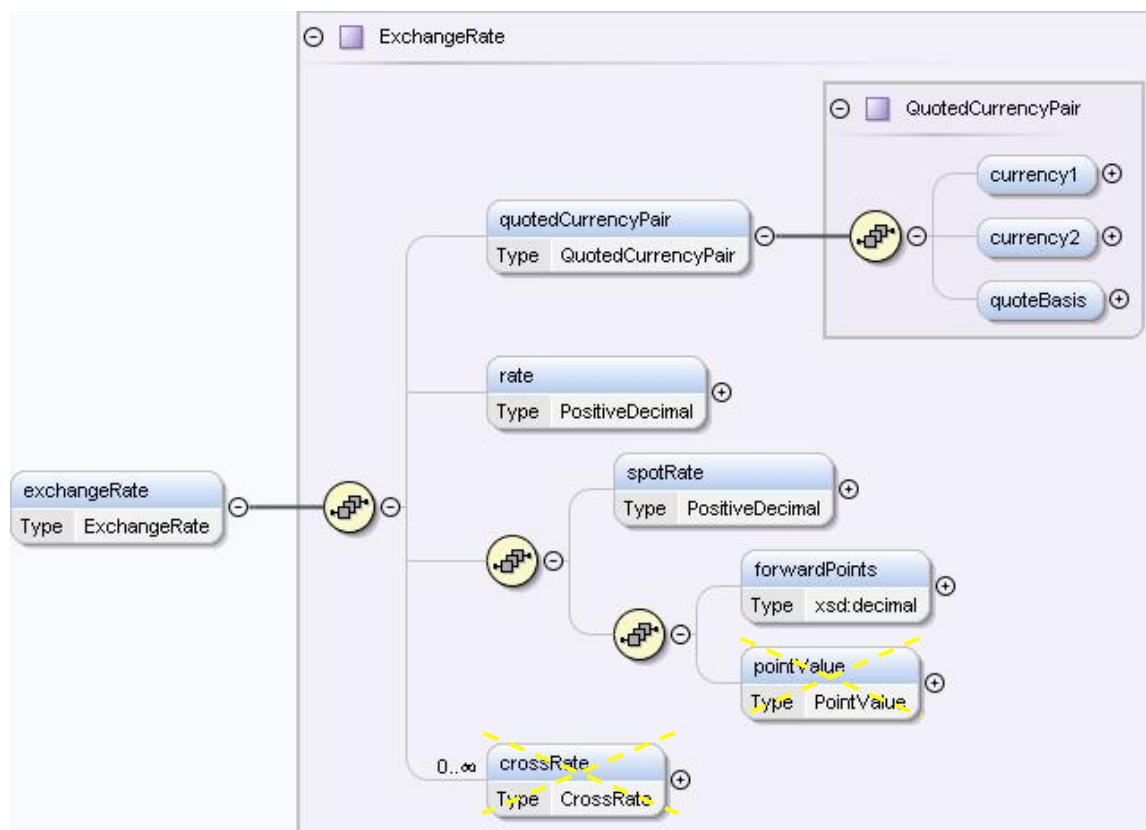 ExchangeRate
QuotedCurrencyPair
currency1
quotedCurrencyPair
Type QuotedCurrencyPair
currency2
quoteBasis
rate
Type PositiveDecimal
spotRate
Type PositiveDecimal
exchangeRate
Type ExchangeRate
forwardPoints
Type xsd:decimal
pointValue
Type PointValue
0..∞ crossRate
Type CrossRate